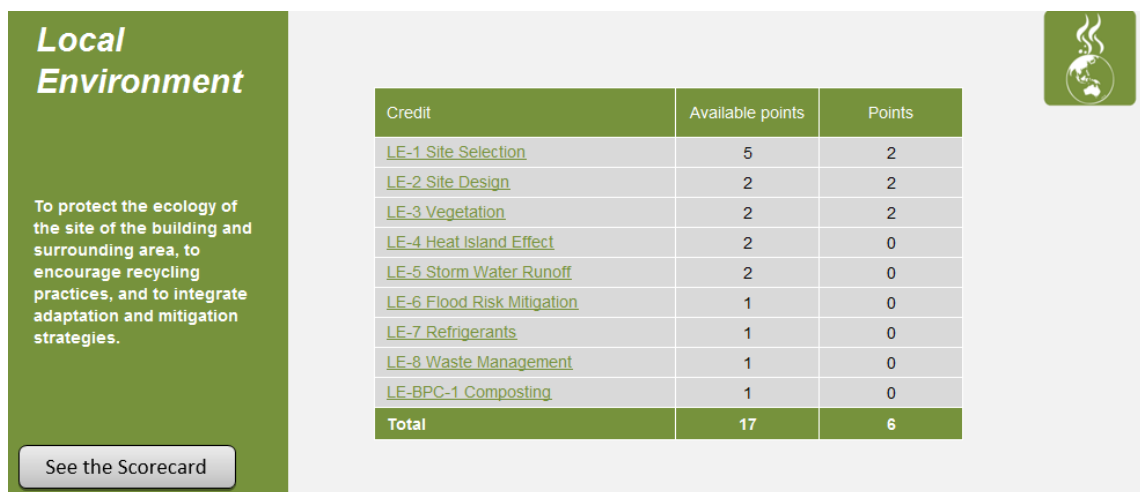 Local
Environment
To protect the ecology of
the site of the building and
surrounding area, to
encourage recycling
practices, and to integrate
adaptation and mitigation
strategies.
See the Scorecard
Credit Available points Points
LE-1 Site Selection 5 2
LE-2 Site Design 2 2
LE-3 Vegetation 2 2
LE-4 Heat Island Effect 2 0
LE-5 Storm Water Runoff 2 0
LE-6 Flood Risk Mitigation 1 0
LE-7 Refrigerants 1 0
LE-8 Waste Management 1 0
LE-BPC-1 Composting 1 0
Total 17 6